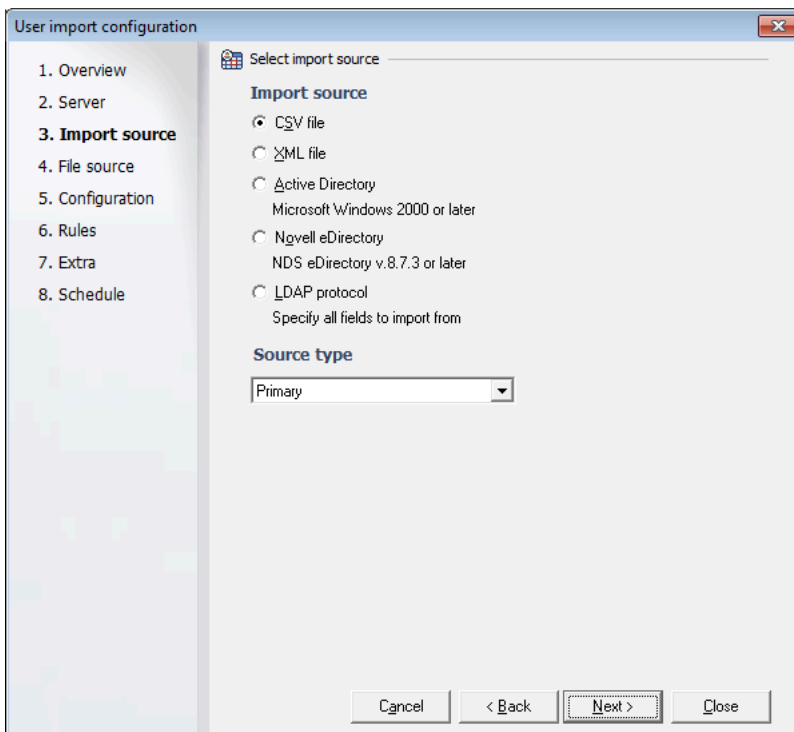 User import configuration
1. Overview
2. Server
3. Import source
4. File source
5. Configuration
6. Rules
7. Extra
8. Schedule
Select import source
Import source
CSV file
XML file
Active Directory
Microsoft Windows 2000 or later
Novell eDirectory
NDS eDirectory v.8.7.3 or later
LDAP protocol
Specify all fields to import from
Source type
Primary
Cancel
< Back
Next >
Close